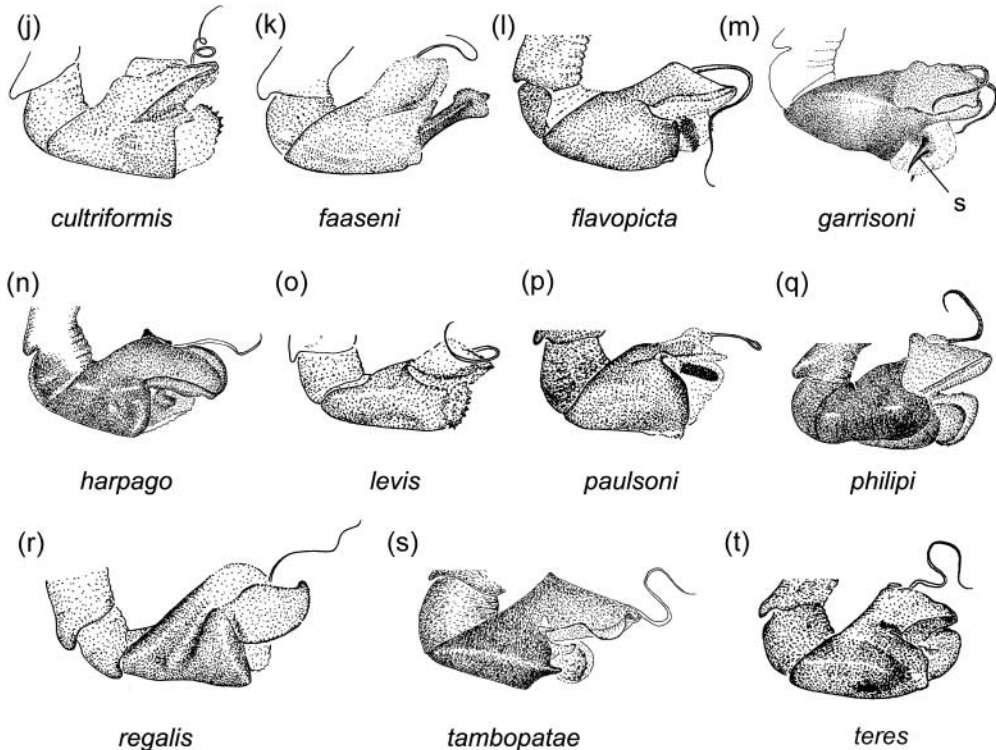 (j) (k) (l) (m)
s
cultriformis faaseni flavopicta garrisoni
(n) (o) (p) (q)
harpago levis paulsoni philipi
(r) (s) (t)
regalis tambopatae teres